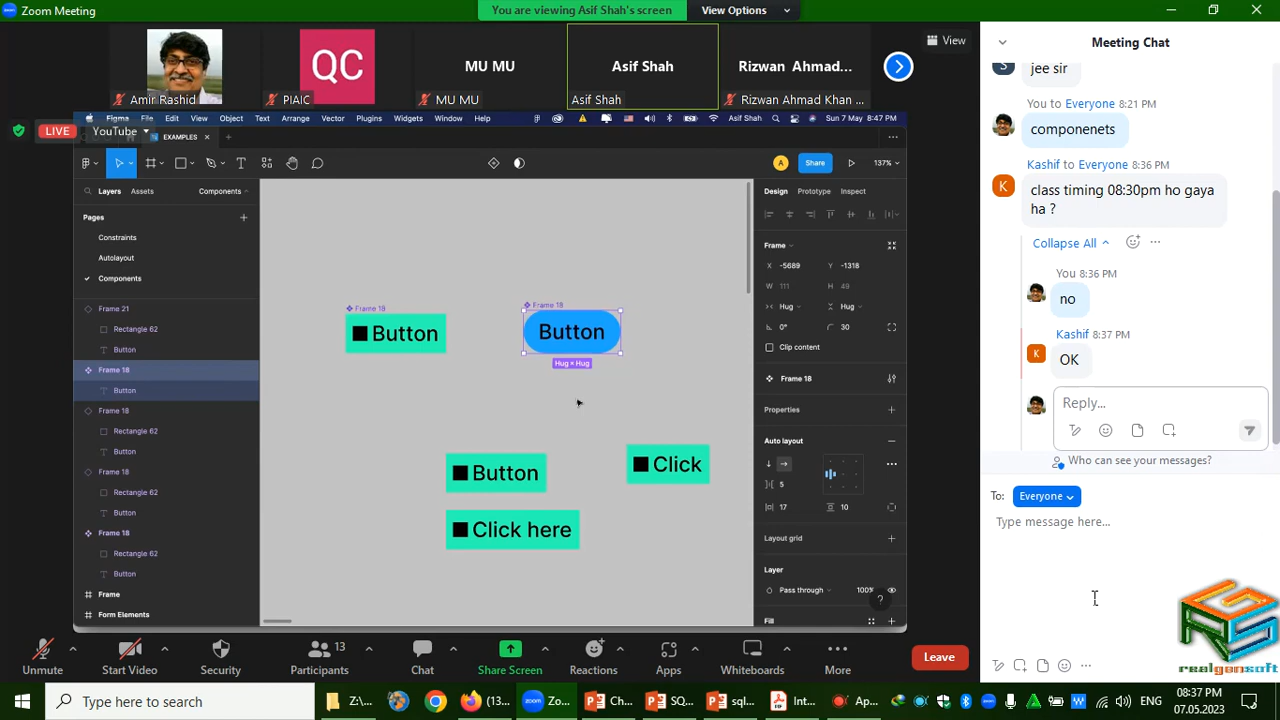 Zoom Meeting
You are viewing Asif Shah's screen
View Options
QC
MU MU
Asif Shah
Rizwan Ahmad...
View
Amir Rashid
PIAIC
MU MU
Asif Shah
Rizwan Ahmad Khan ...
Figma File Edit View Object Text Arrange Vector Plugins Widgets Window Help
Asif Shah
Sun 7 May 8:47 PM
LIVE
YouTube
EXAMPLES
A
Share
137%
Layers
Assets
Components
Pages
Constraints
Autolayout
Components
Frame 21
Rectangle 62
Button
Frame 18
Button
Frame 18
Rectangle 62
Button
Frame 18
Rectangle 62
Button
Frame 18
Rectangle 62
Button
Frame
Form Elements
Frame 18
Button
Frame 18
Button
Hug × Hug
Button
Click
Click here
Design
Prototype
Inspect
Frame
X -5689
Y -1318
W 111
H 49
Hug
Hug
0°
30
Clip content
Frame 18
Properties
Auto layout
5
17
10
Layout grid
Layer
Pass through
100%
?
Fill
Meeting Chat
S
jee sir
You to Everyone 8:21 PM
componenets
Kashif to Everyone 8:36 PM
K
class timing 08:30pm ho gaya
ha ?
Collapse All
You 8:36 PM
no
Kashif 8:37 PM
K
OK
Reply...
Who can see your messages?
To:
Everyone
Type message here...
realgensoft
Unmute
Start Video
Security
13
Participants
Chat
Share Screen
Reactions
Apps
Whiteboards
More
Leave
Type here to search
Z:\...
(13...
Zo...
Ch...
SQ...
sql...
Int...
Ap...
ENG
08:37 PM
07.05.2023